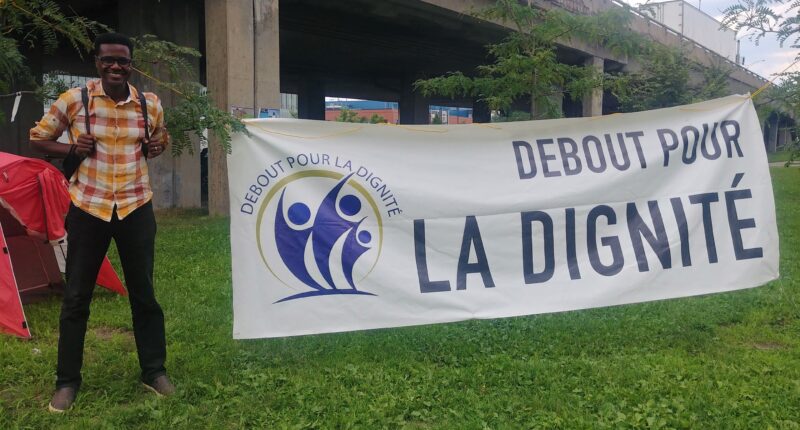 DEBOUT POUR LA DIGNITÉ
DEBOUT POUR
LA DIGNITÉ